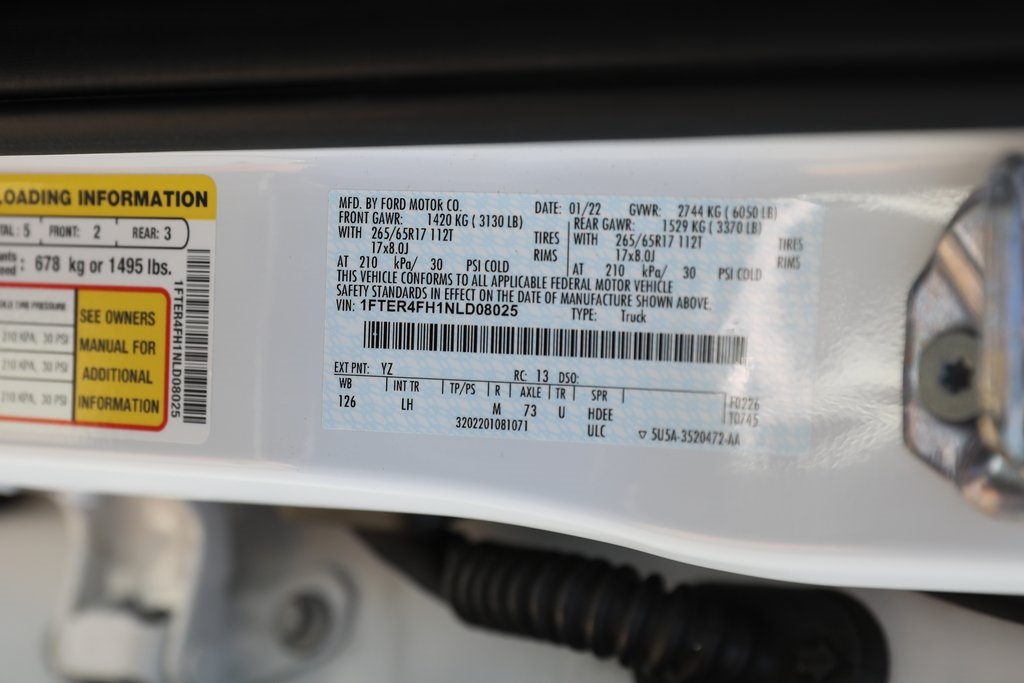 LOADING INFORMATION
: 5 FRONT: 2 REAR: 3
: 678 kg or 1495 lbs.
COLD TIRE PRESSURE
210 KPA, 30 PSI
210 KPA, 30 PSI
210 KPA, 30 PSI
SEE OWNERS
MANUAL FOR
ADDITIONAL
INFORMATION
1FTER4FH1NLD08025
MFD. BY FORD MOTOR CO. DATE: 01/22 GVWR: 2744 KG ( 6050 LB)
FRONT GAWR: 1420 KG ( 3130 LB) REAR GAWR: 1529 KG ( 3370 LB)
WITH 265/65R17 112T TIRES WITH 265/65R17 112T TIRES
17x8.0J RIMS 17x8.0J RIMS
AT 210 kPa/ 30 PSI COLD AT 210 kPa/ 30 PSI COLD
THIS VEHICLE CONFORMS TO ALL APPLICABLE FEDERAL MOTOR VEHICLE
SAFETY STANDARDS IN EFFECT ON THE DATE OF MANUFACTURE SHOWN ABOVE.
VIN: 1FTER4FH1NLD08025 TYPE: Truck
EXT PNT: YZ RC: 13 DSO:
WB INT TR TP/PS R AXLE TR SPR F0226
126 LH M 73 U HDEE T0745
3202201081071 ULC 5U5A-3520472-AA